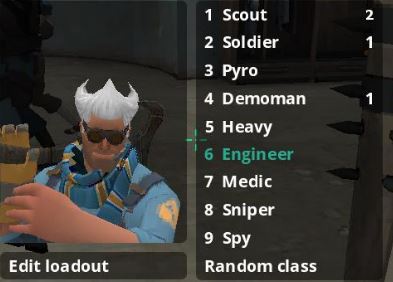 1 Scout 2
2 Soldier 1
3 Pyro
4 Demoman 1
5 Heavy
6 Engineer
7 Medic
8 Sniper
9 Spy
Edit loadout
Random class